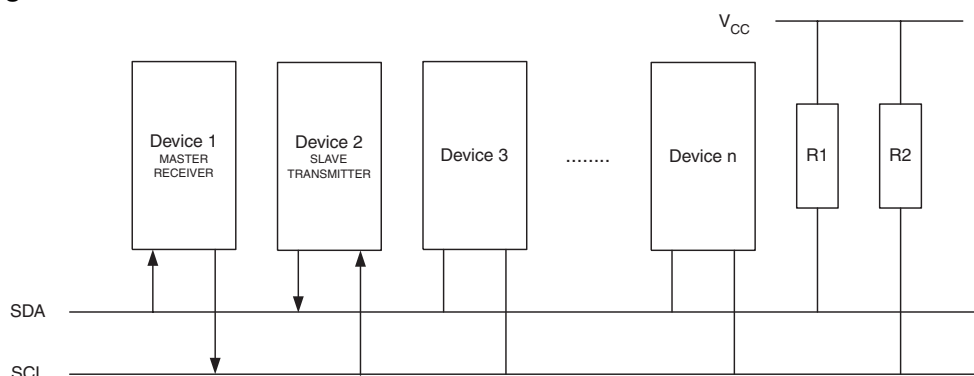 V_CC
Device 1
MASTER
RECEIVER
Device 2
SLAVE
TRANSMITTER
Device 3
........
Device n
R1
R2
SDA
SCL